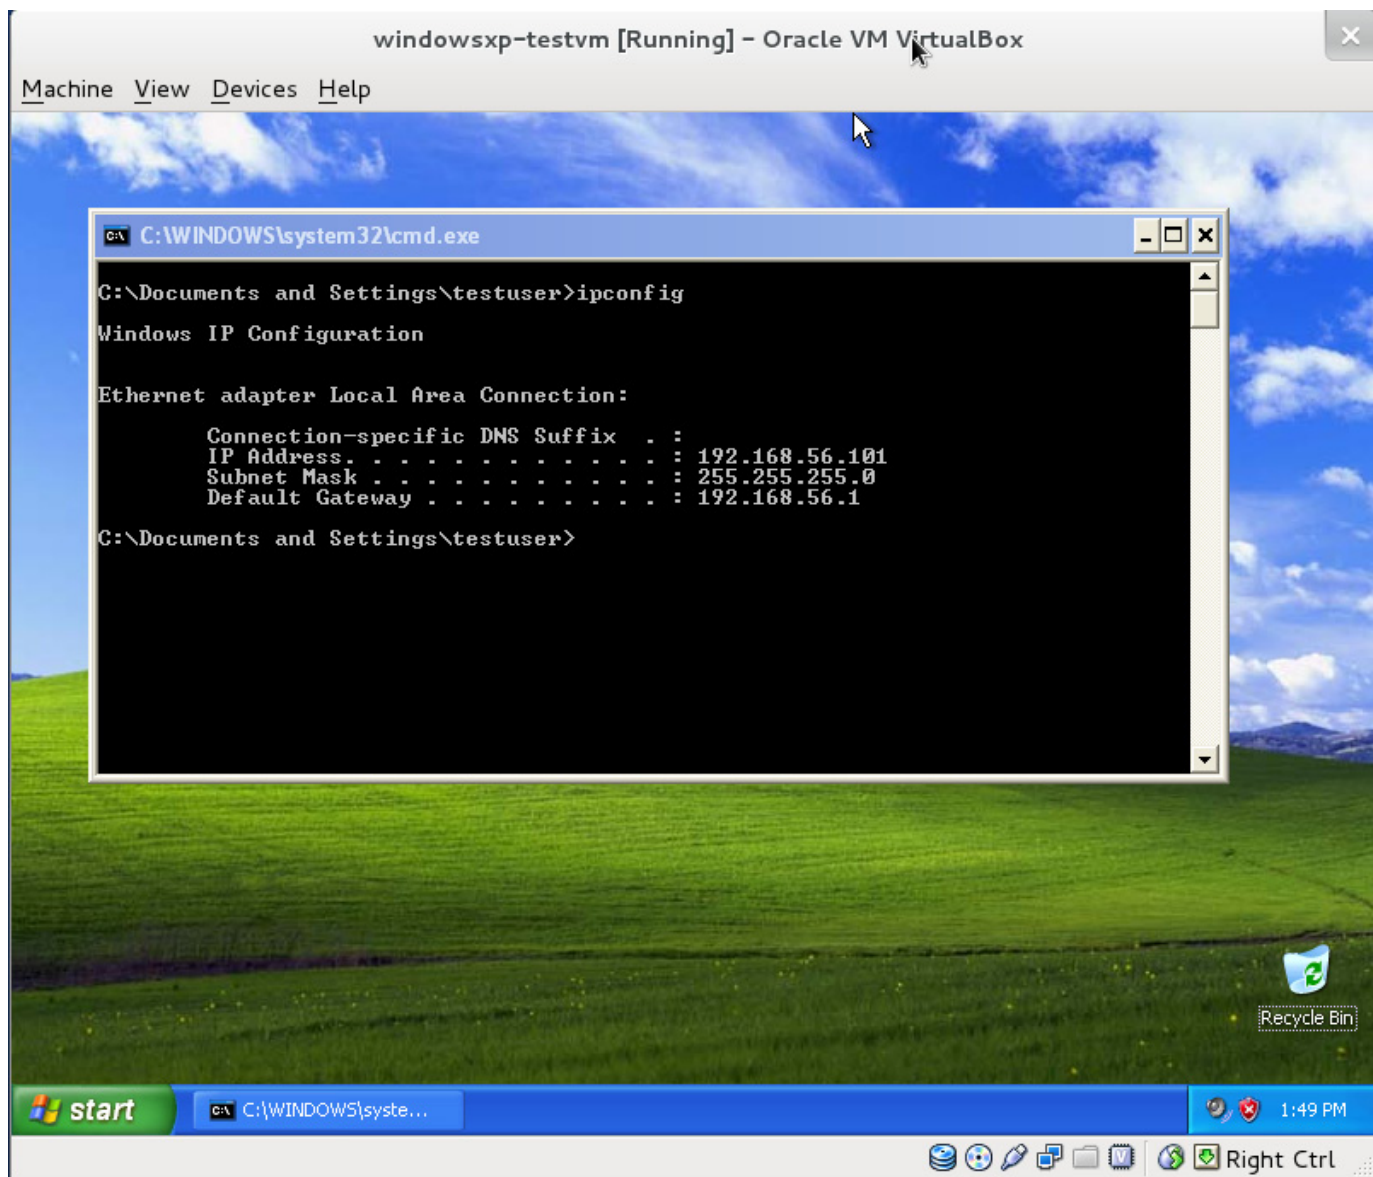 windowsxp-testvm [Running] - Oracle VM VirtualBox
Machine View Devices Help
C:\WINDOWS\system32\cmd.exe
C:\Documents and Settings\testuser>ipconfig
Windows IP Configuration
Ethernet adapter Local Area Connection:
Connection-specific DNS Suffix . :
IP Address. . . . . . . . . . . . : 192.168.56.101
Subnet Mask . . . . . . . . . . . : 255.255.255.0
Default Gateway . . . . . . . . . : 192.168.56.1
C:\Documents and Settings\testuser>
Recycle Bin
start C:\WINDOWS\syste... 1:49 PM
Right Ctrl